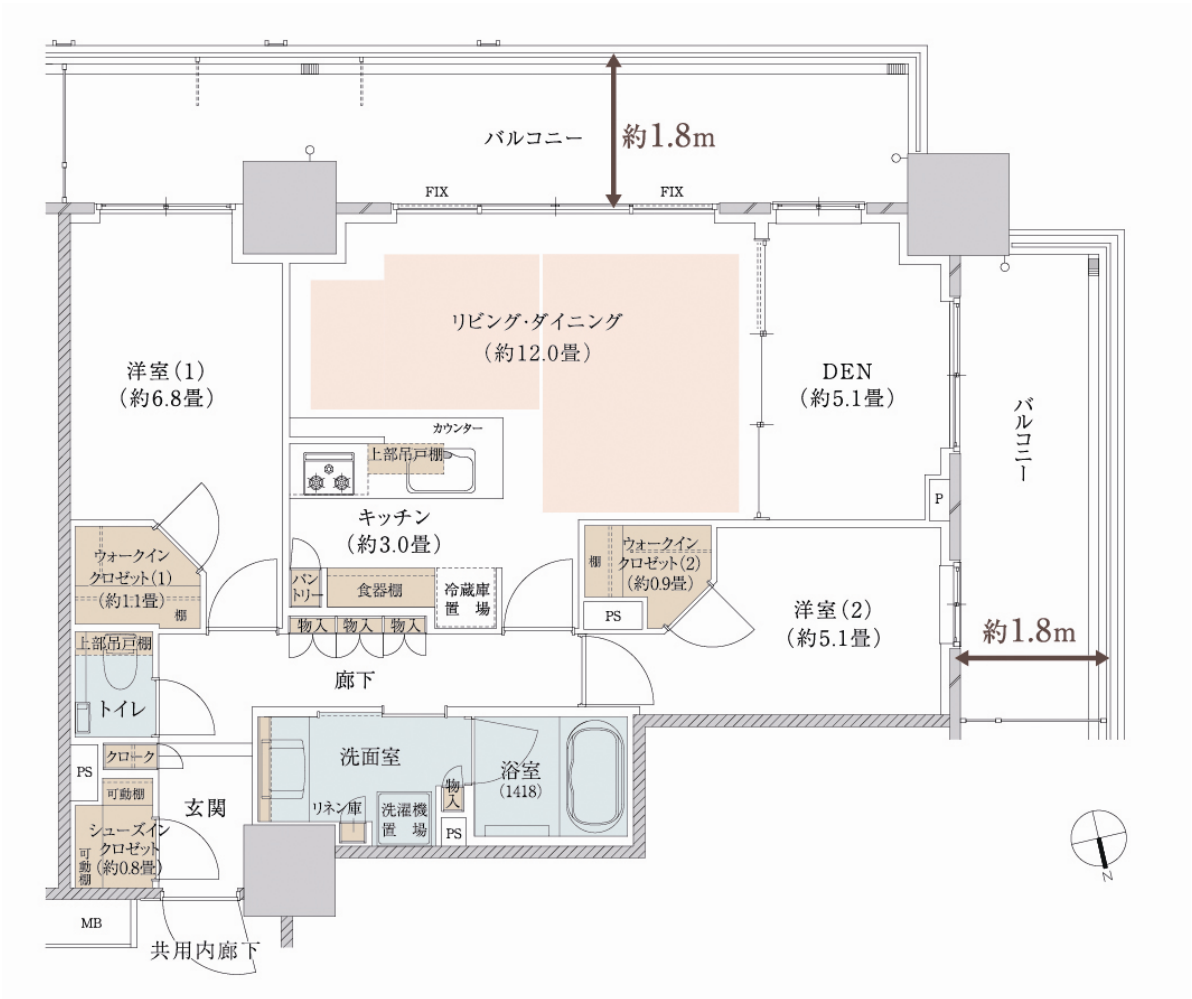 バルコニー
約1.8m
FIX
FIX
リビング・ダイニング
（約12.0畳）
洋室（1）
（約6.8畳）
DEN
（約5.1畳）
バルコニー
カウンター
上部吊戸棚
P
キッチン
（約3.0畳）
ウォークイン
クロゼット（1）
（約1.1畳）
棚
パン
トリー
食器棚
冷蔵庫
置場
棚
ウォークイン
クロゼット（2）
（約0.9畳）
PS
洋室（2）
（約5.1畳）
約1.8m
物入
物入
物入
上部吊戸棚
トイレ
廊下
PS
クローク
可動棚
シューズイン
クロゼット
（約0.8畳）
可動棚
玄関
洗面室
リネン庫
洗濯機
置場
物入
PS
浴室
（1418）
MB
共用内廊下
N